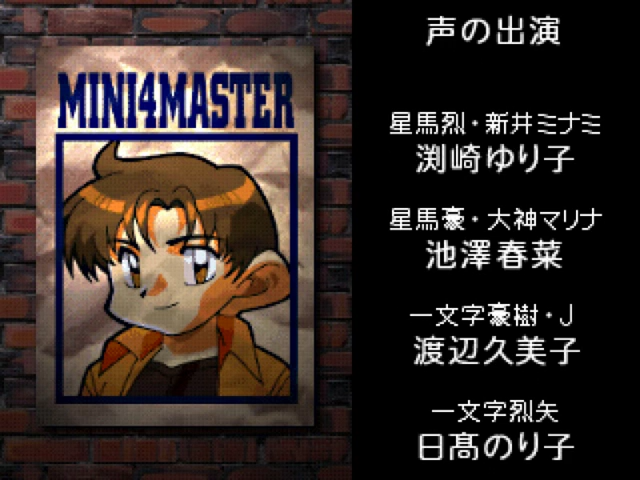 MINI4MASTER
声の出演
星馬烈・新井ミナミ
渕崎ゆり子
星馬豪・大神マリナ
池澤春菜
一文字豪樹・J
渡辺久美子
一文字烈矢
日髙のり子